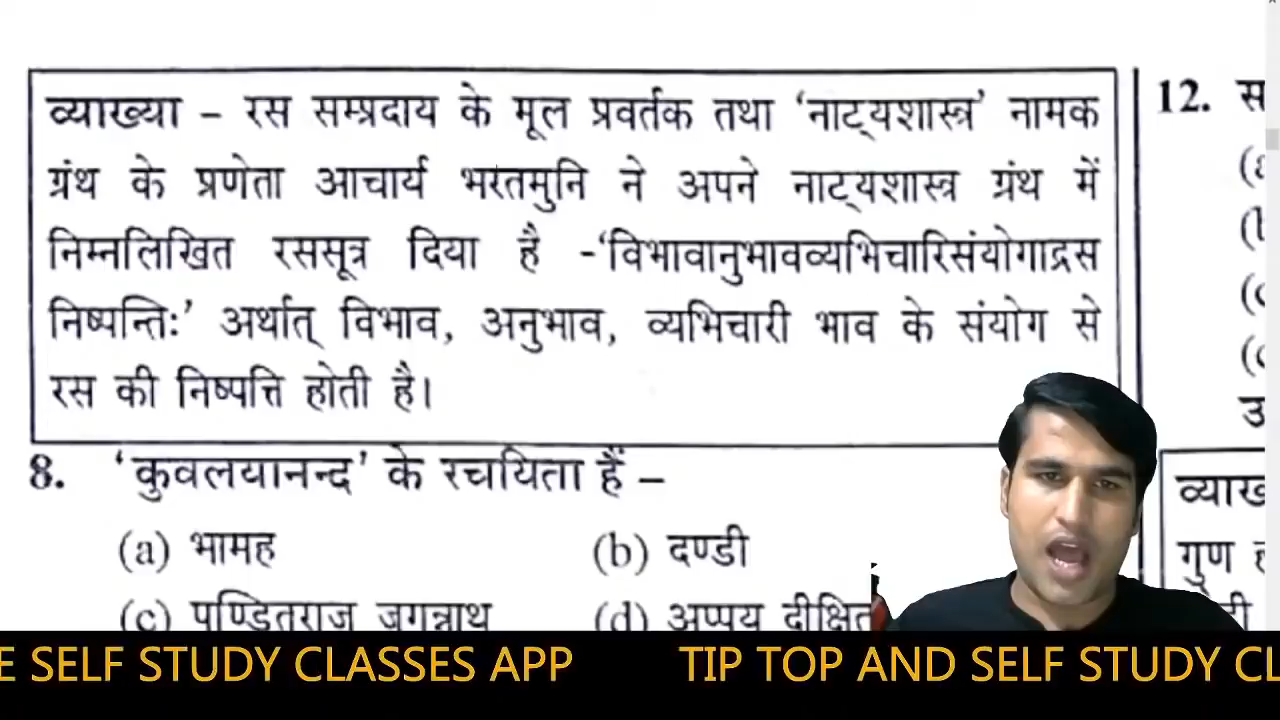 व्याख्या – रस सम्प्रदाय के मूल प्रवर्तक तथा ‘नाट्यशास्त्र’ नामक
ग्रंथ के प्रणेता आचार्य भरतमुनि ने अपने नाट्यशास्त्र ग्रंथ में
निम्नलिखित रससूत्र दिया है -‘विभावानुभावव्यभिचारिसंयोगाद्रस
निष्पन्तिः’ अर्थात् विभाव, अनुभाव, व्यभिचारी भाव के संयोग से
रस की निष्पत्ति होती है।
8. ‘कुवलयानन्द’ के रचयिता हैं –
(a) भामह (b) दण्डी
(c) पण्डितराज जगन्नाथ (d) अप्पय दीक्षित
12.
गुण
E SELF STUDY CLASSES APP TIP TOP AND SELF STUDY CL